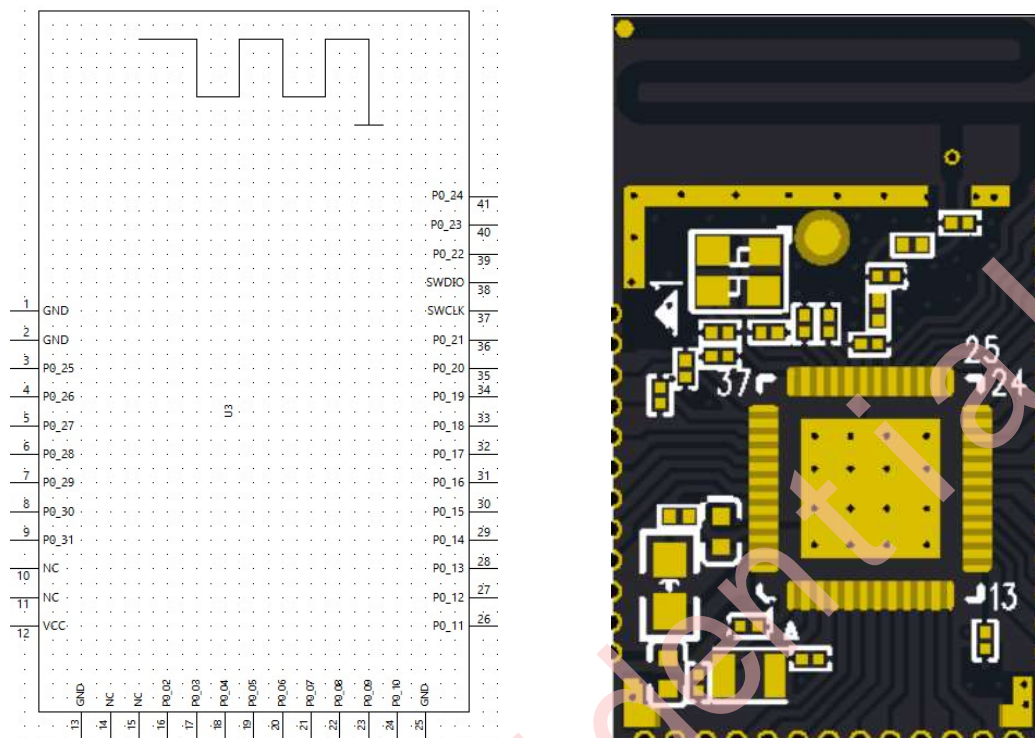 P0_24 41
P0_23 40
P0_22 39
SWDIO 38
SWCLK 37
P0_21 36
P0_20 35
P0_19 34
P0_18 33
P0_17 32
P0_16 31
P0_15 30
P0_14 29
P0_13 28
P0_12 27
P0_11 26
1 GND
2 GND
3 P0_25
4 P0_26
5 P0_27
6 P0_28
7 P0_29
8 P0_30
9 P0_31
10 NC
11 NC
12 VCC
U3
13 GND
14 NC
15 NC
16 P0_02
17 P0_03
18 P0_04
19 P0_05
20 P0_06
21 P0_07
22 P0_08
23 P0_09
24 P0_10
25 GND
25
37
24
13
dential